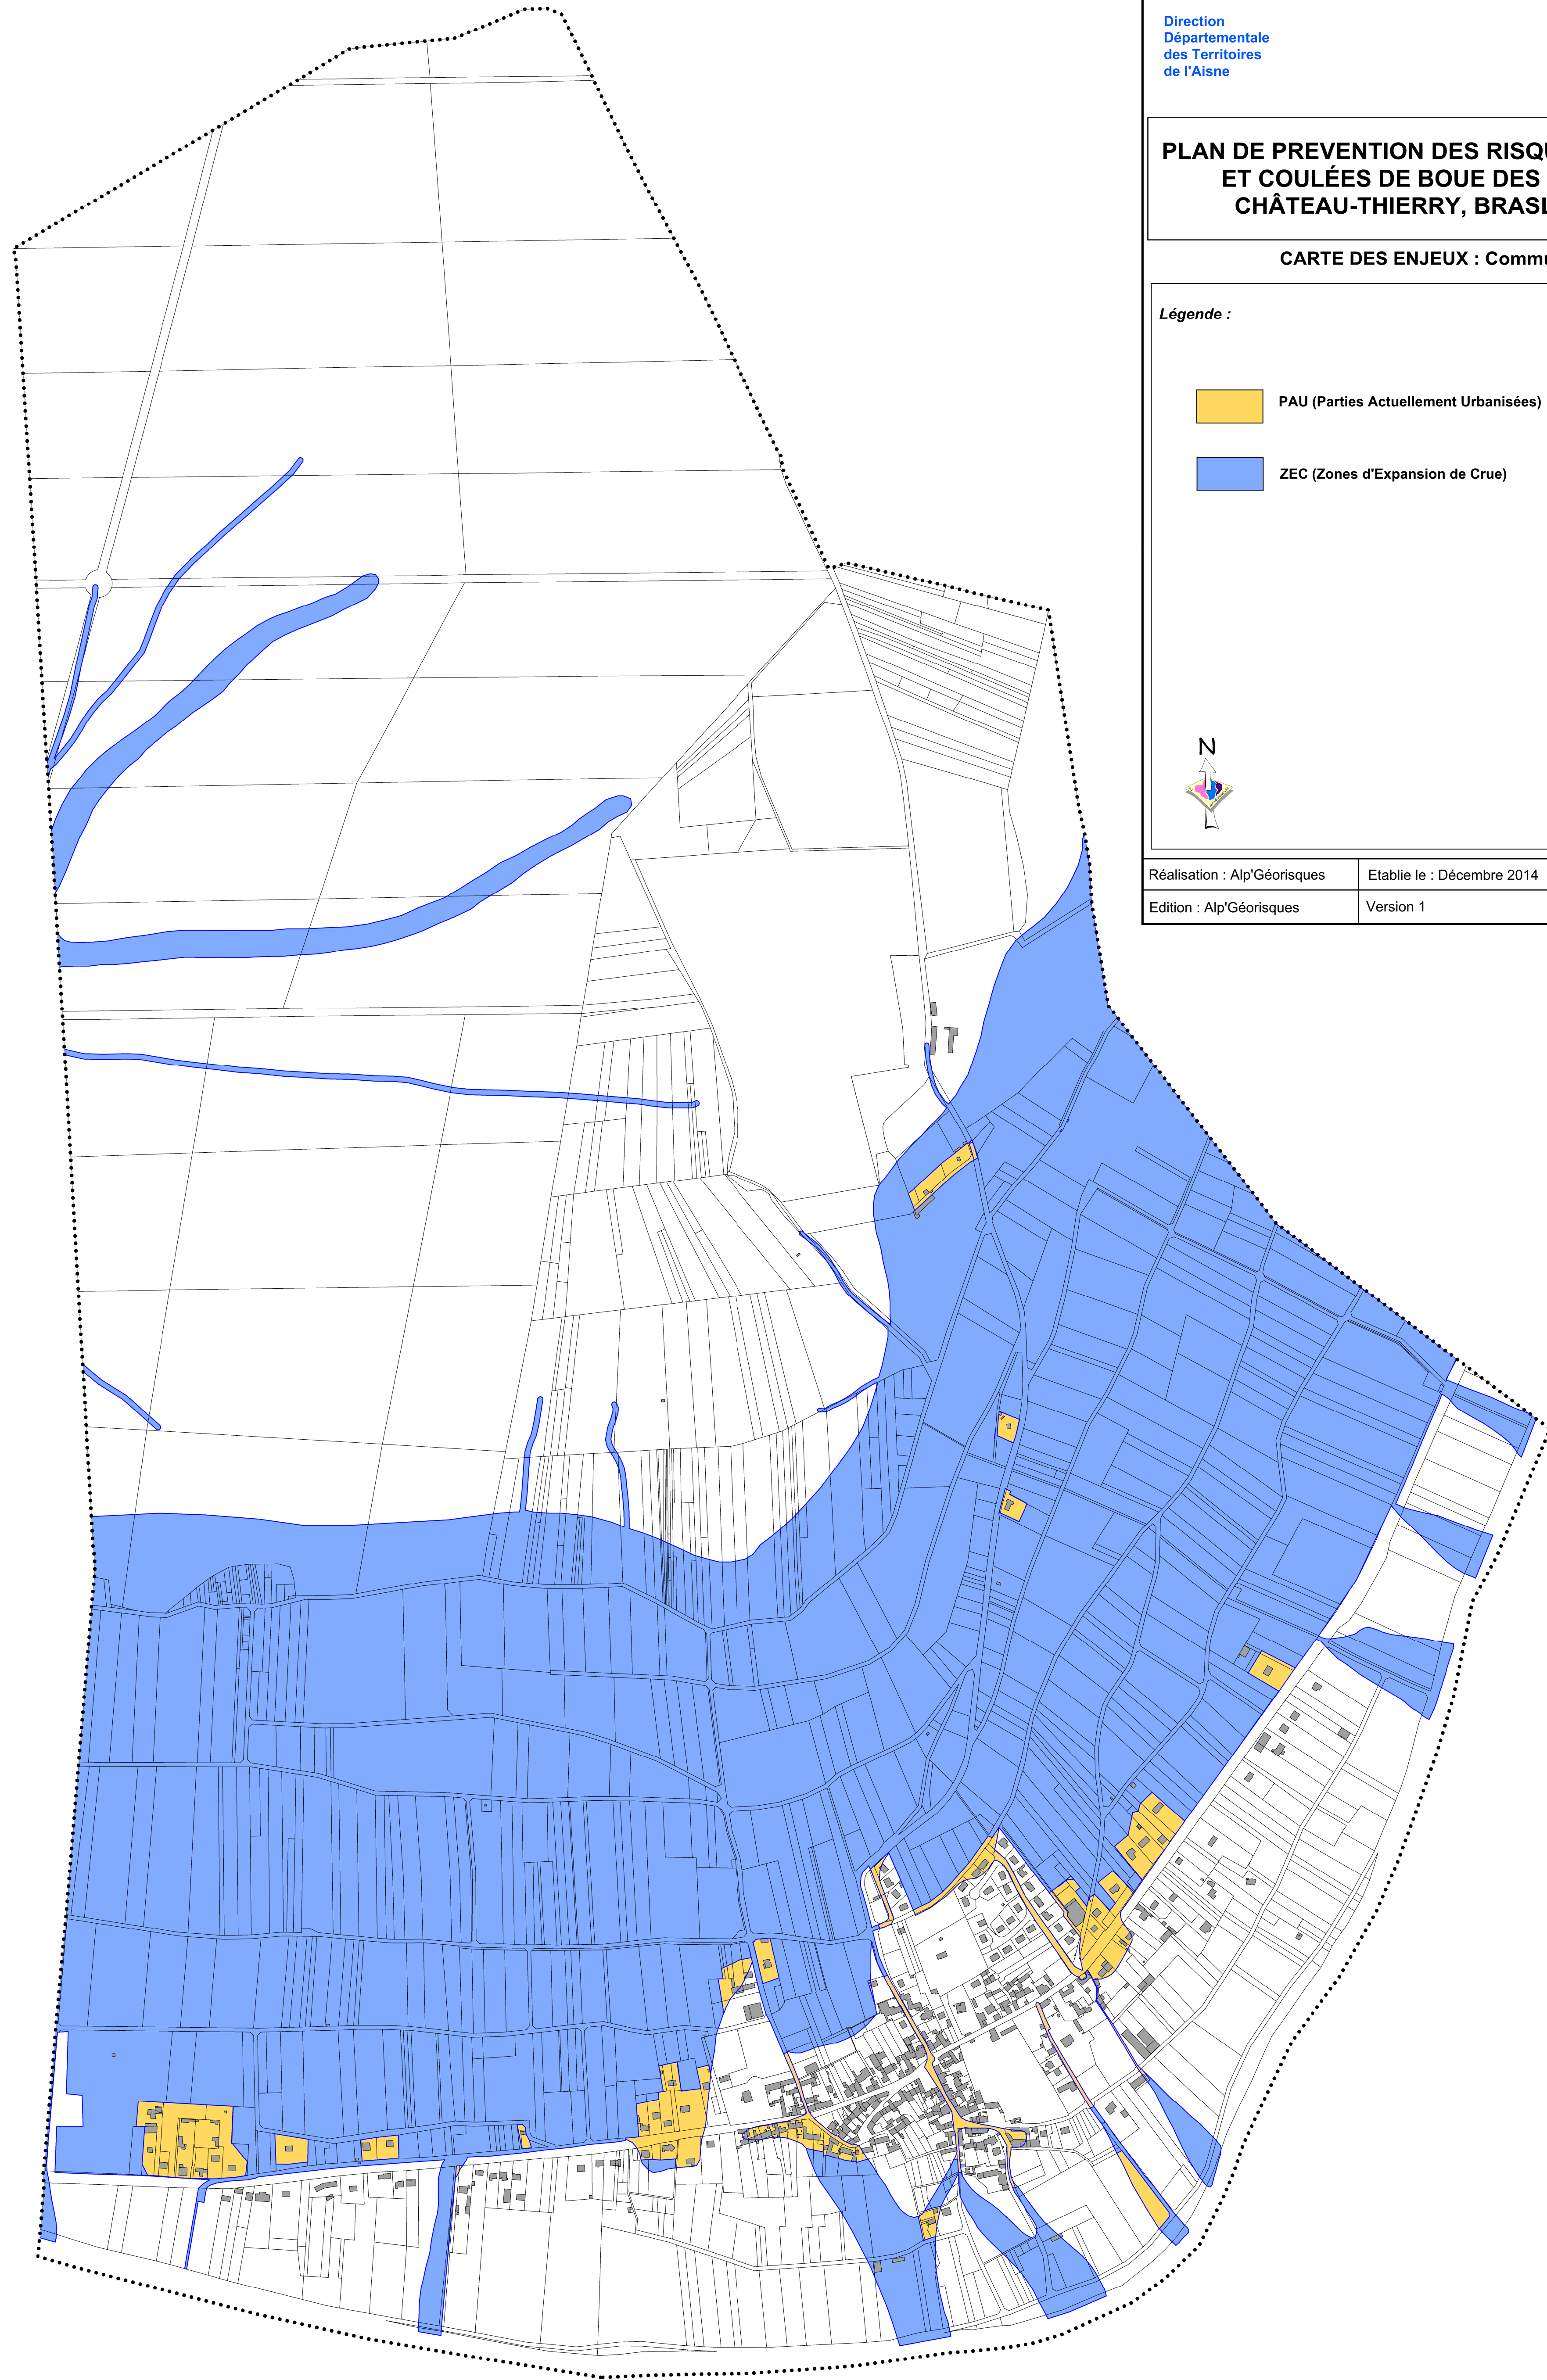 Direction
Départementale
des Territoires
de l'Aisne
PLAN DE PREVENTION DES RISQU
ET COULÉES DE BOUE DES
CHÂTEAU-THIERRY, BRASL
CARTE DES ENJEUX : Commu
Légende :
PAU (Parties Actuellement Urbanisées)
ZEC (Zones d'Expansion de Crue)
N
Réalisation : Alp'Géorisques
Etablie le : Décembre 2014
Edition : Alp'Géorisques
Version 1